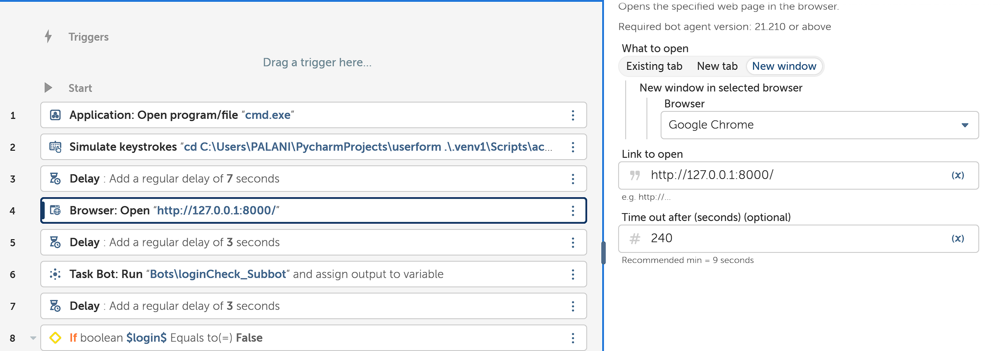 Triggers
Drag a trigger here...
Start
1 Application: Open program/file “cmd.exe”
2 Simulate keystrokes “cd C:\Users\PALANI\PycharmProjects\userform .\.venv1\Scripts\ac...
3 Delay : Add a regular delay of 7 seconds
4 Browser: Open “http://127.0.0.1:8000/”
5 Delay : Add a regular delay of 3 seconds
6 Task Bot: Run “Bots\loginCheck_Subbot” and assign output to variable
7 Delay : Add a regular delay of 3 seconds
8 If boolean $login$ Equals to(=) False
Opens the specified web page in the browser.
Required bot agent version: 21.210 or above
What to open
Existing tab New tab New window
New window in selected browser
Browser
Google Chrome
Link to open
" http://127.0.0.1:8000/ (x)
e.g. http://...
Time out after (seconds) (optional)
# 240 (x)
Recommended min = 9 seconds